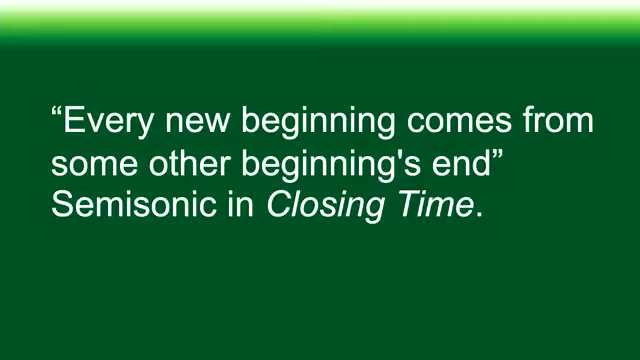 “Every new beginning comes from
some other beginning's end”
Semisonic in Closing Time.